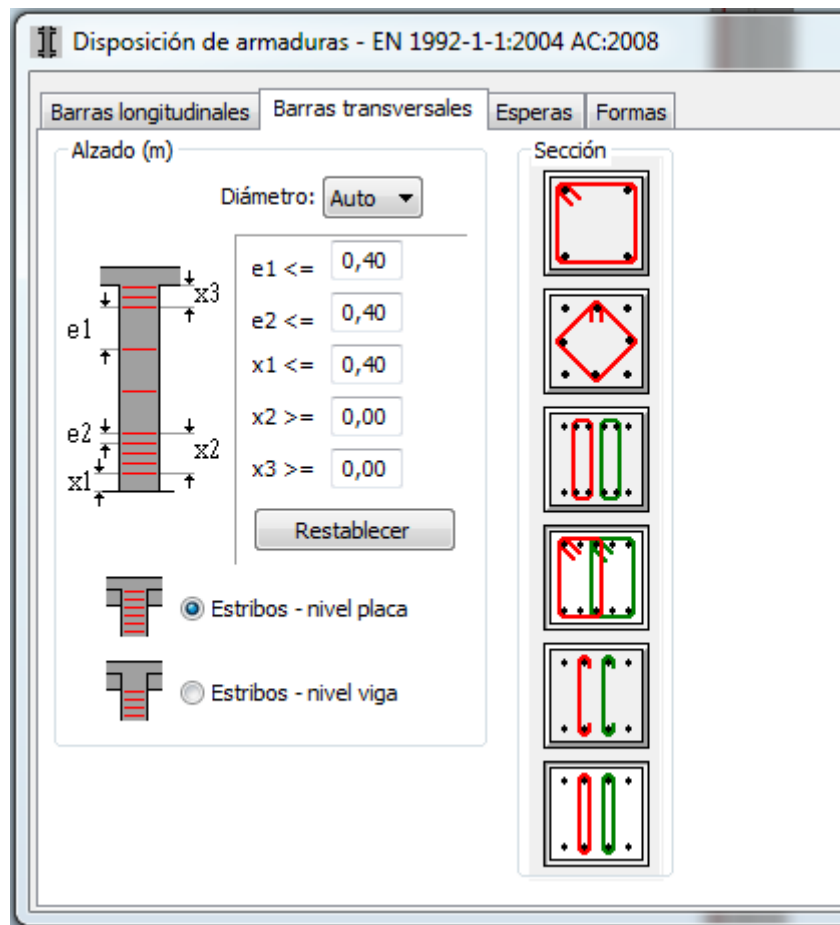 Disposición de armaduras - EN 1992-1-1:2004 AC:2008
Barras longitudinales Barras transversales Esperas Formas
Alzado (m)
Diámetro: Auto
x3
e1
e2
x2
x1
e1 <= 0,40
e2 <= 0,40
x1 <= 0,40
x2 >= 0,00
x3 >= 0,00
Restablecer
Estribos - nivel placa
Estribos - nivel viga
Sección